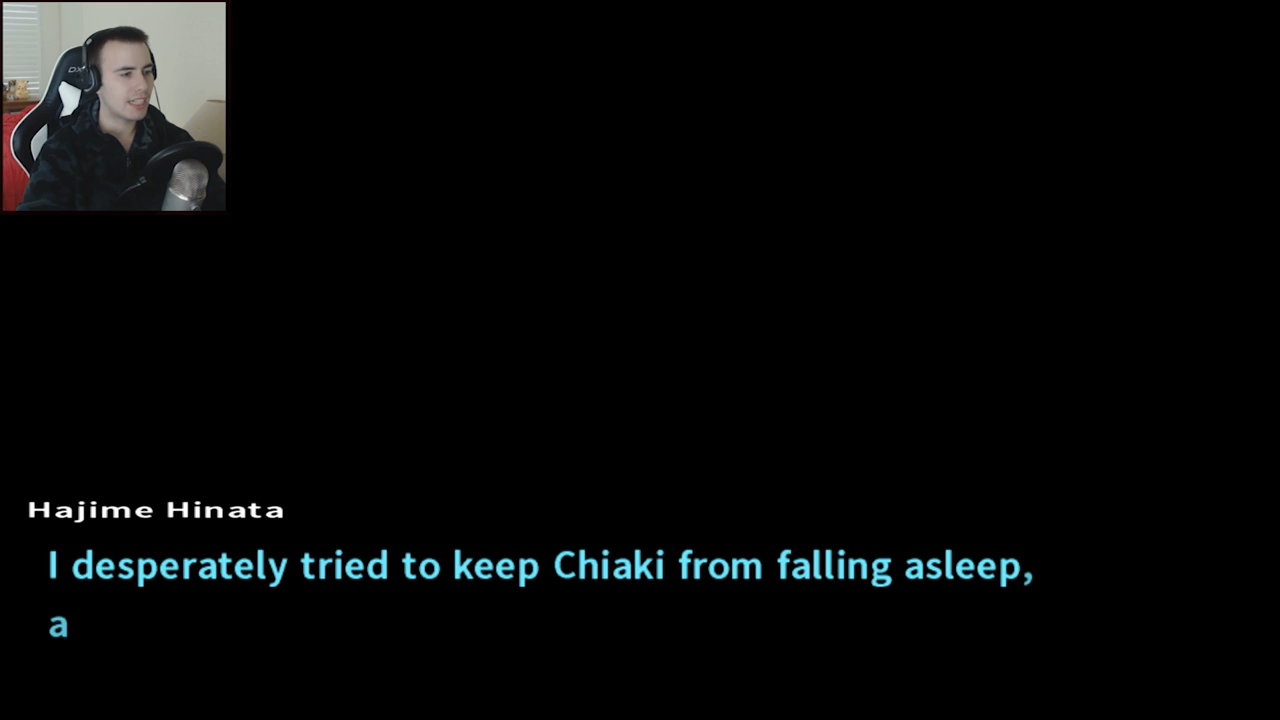 Hajime Hinata
I desperately tried to keep Chiaki from falling asleep,
a